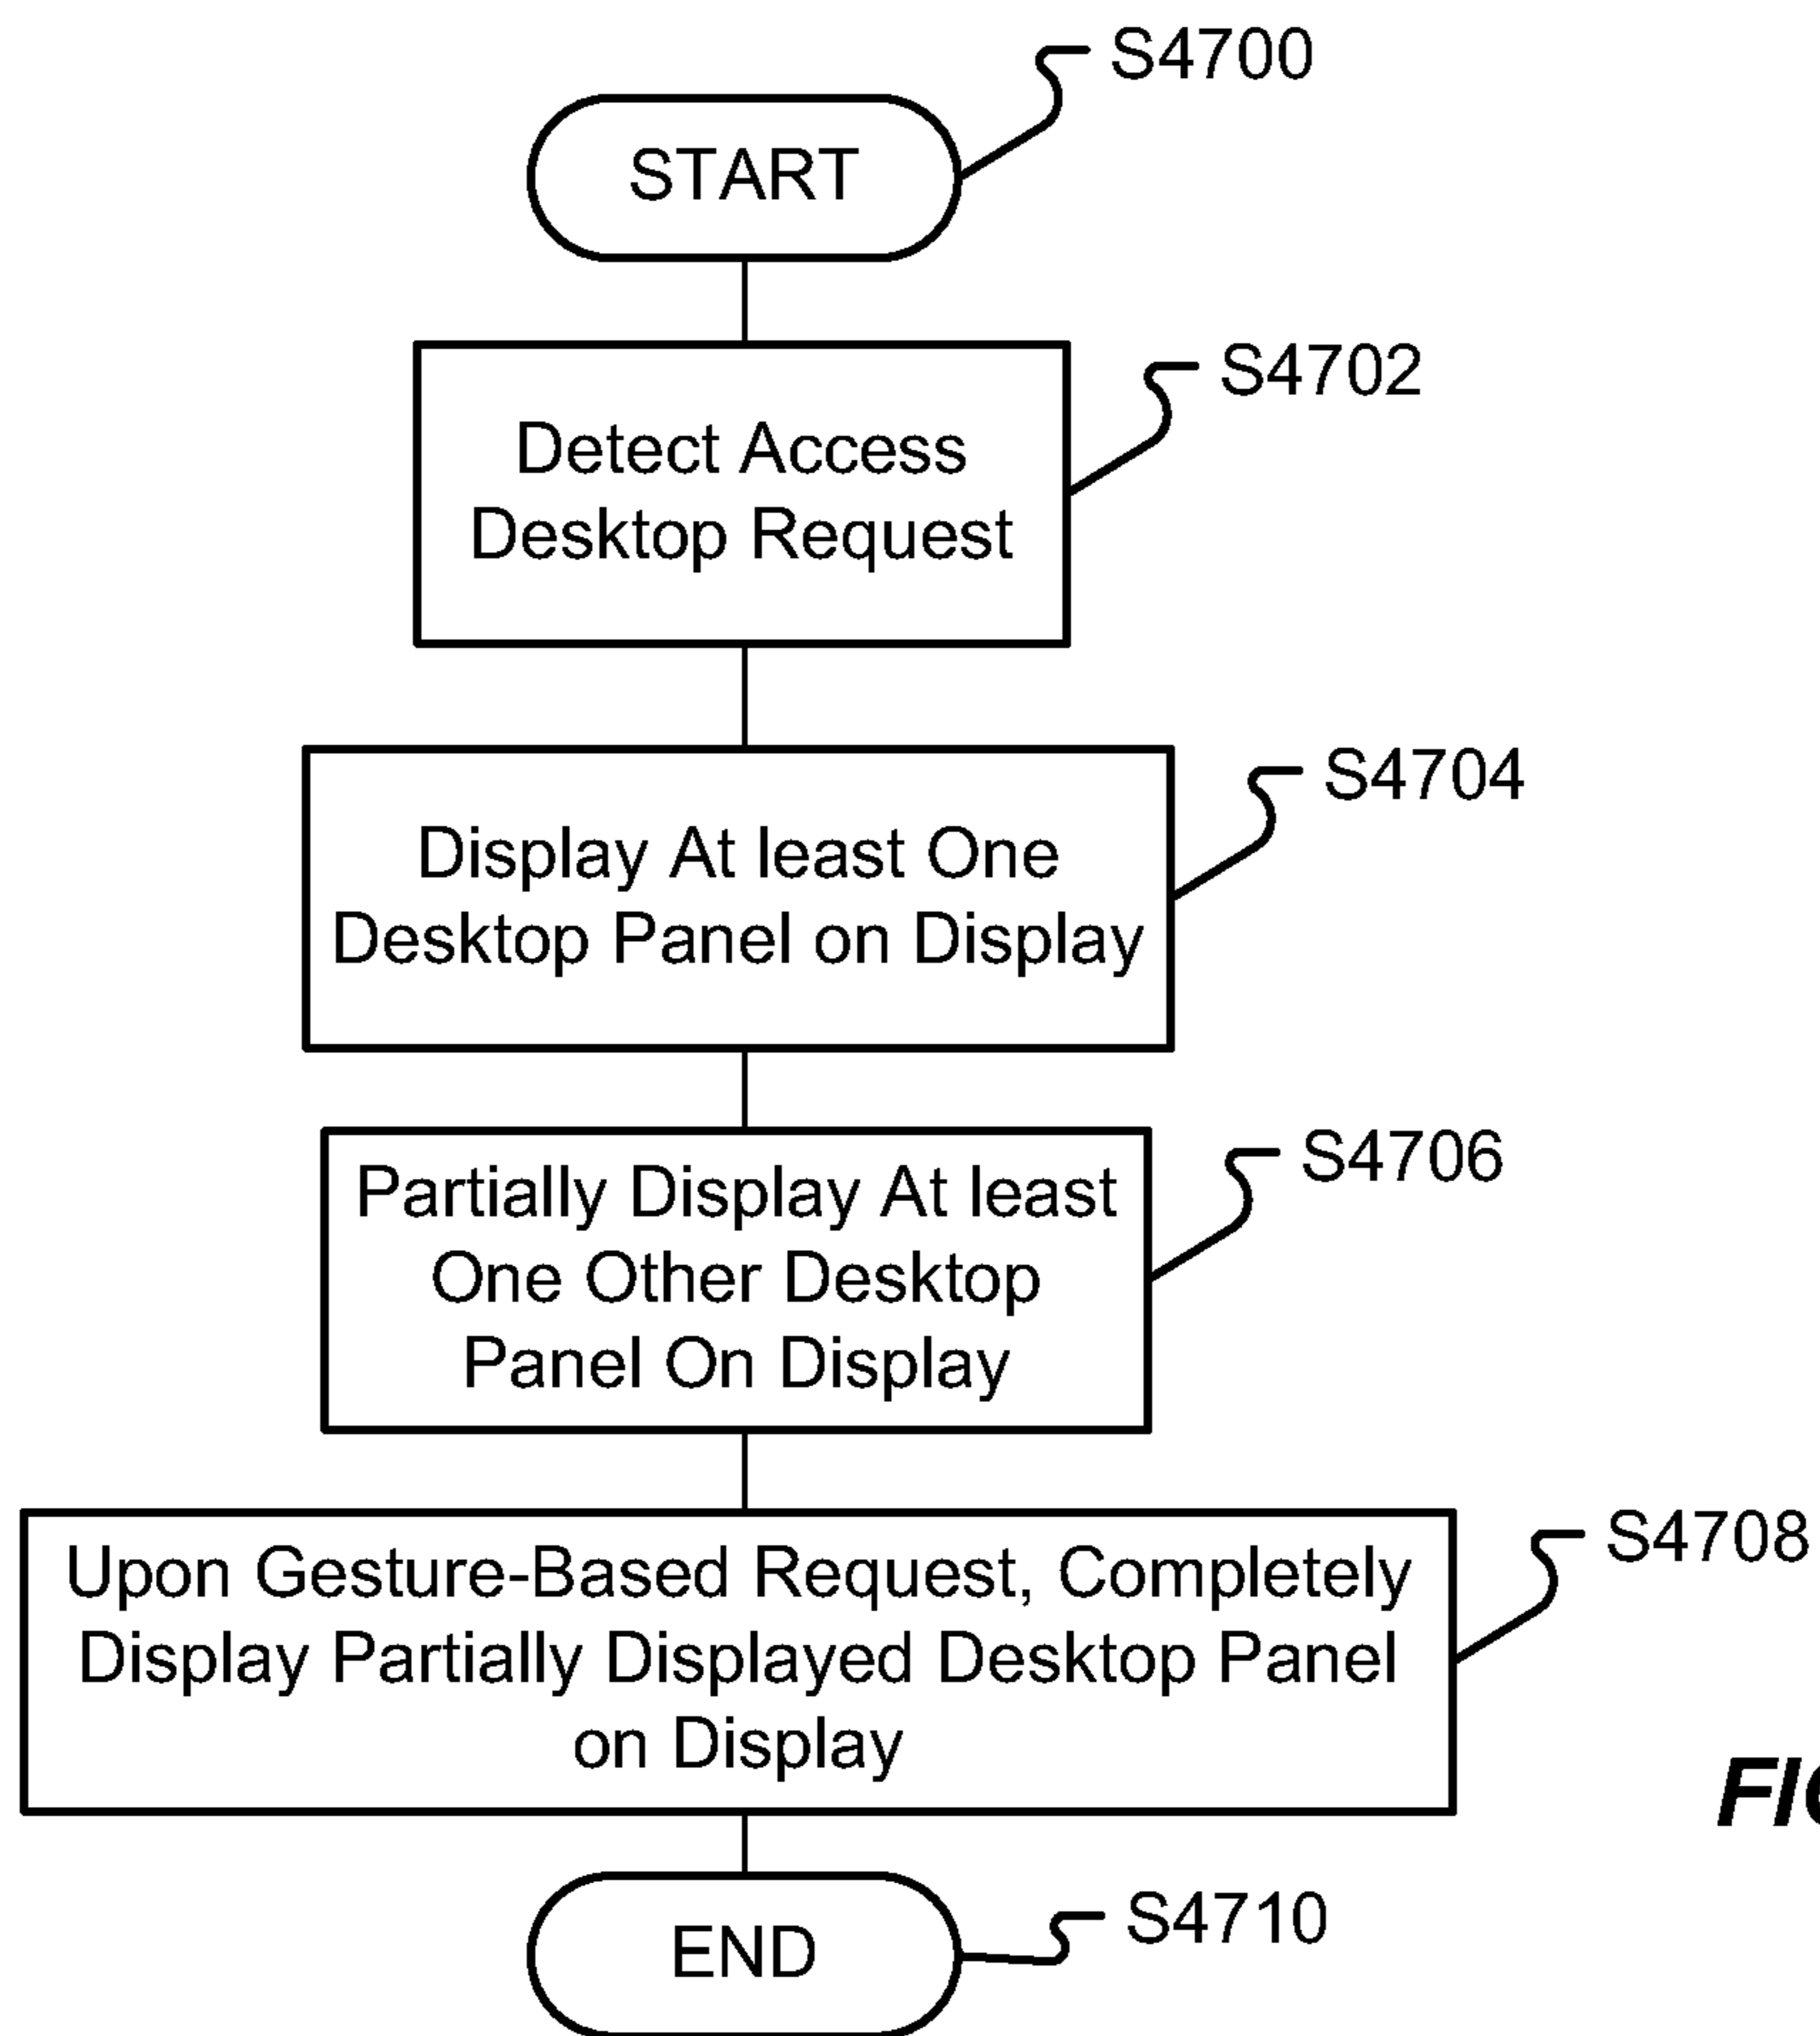 S4700
START
S4702
Detect Access
Desktop Request
S4704
Display At least One
Desktop Panel on Display
S4706
Partially Display At least
One Other Desktop
Panel On Display
S4708
Upon Gesture-Based Request, Completely
Display Partially Displayed Desktop Panel
on Display
S4710
END